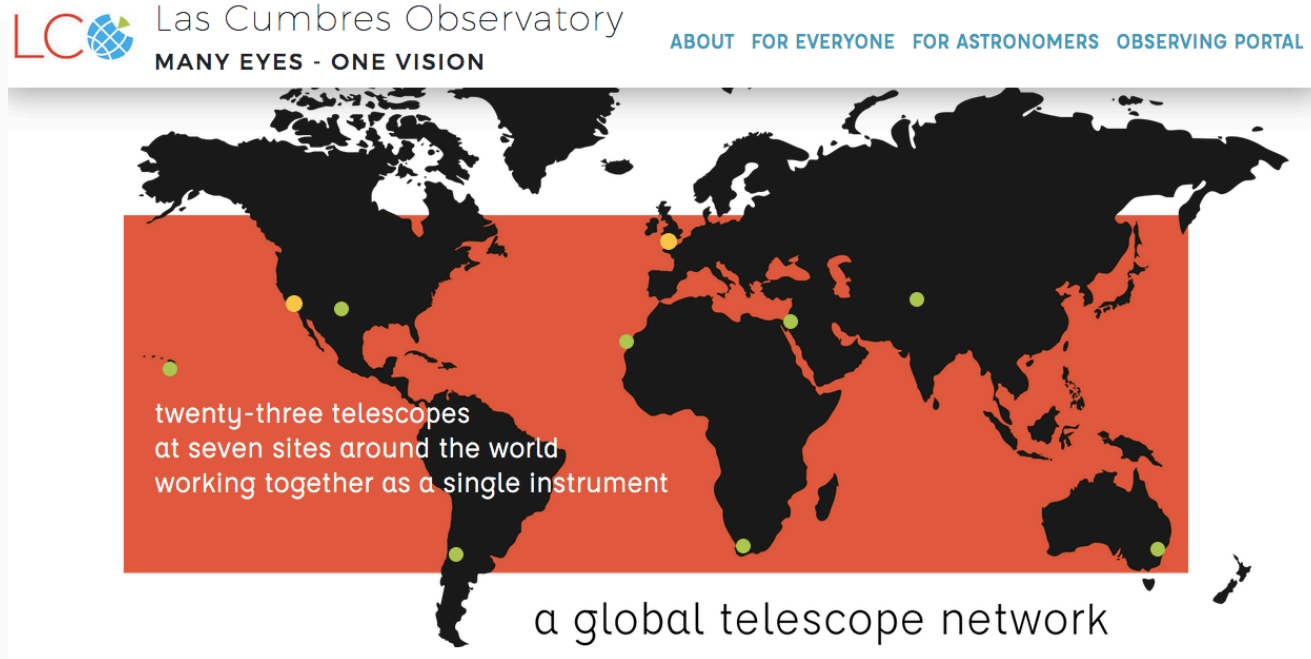 LCO
Las Cumbres Observatory
MANY EYES - ONE VISION
ABOUT FOR EVERYONE FOR ASTRONOMERS OBSERVING PORTAL
twenty-three telescopes
at seven sites around the world
working together as a single instrument
a global telescope network